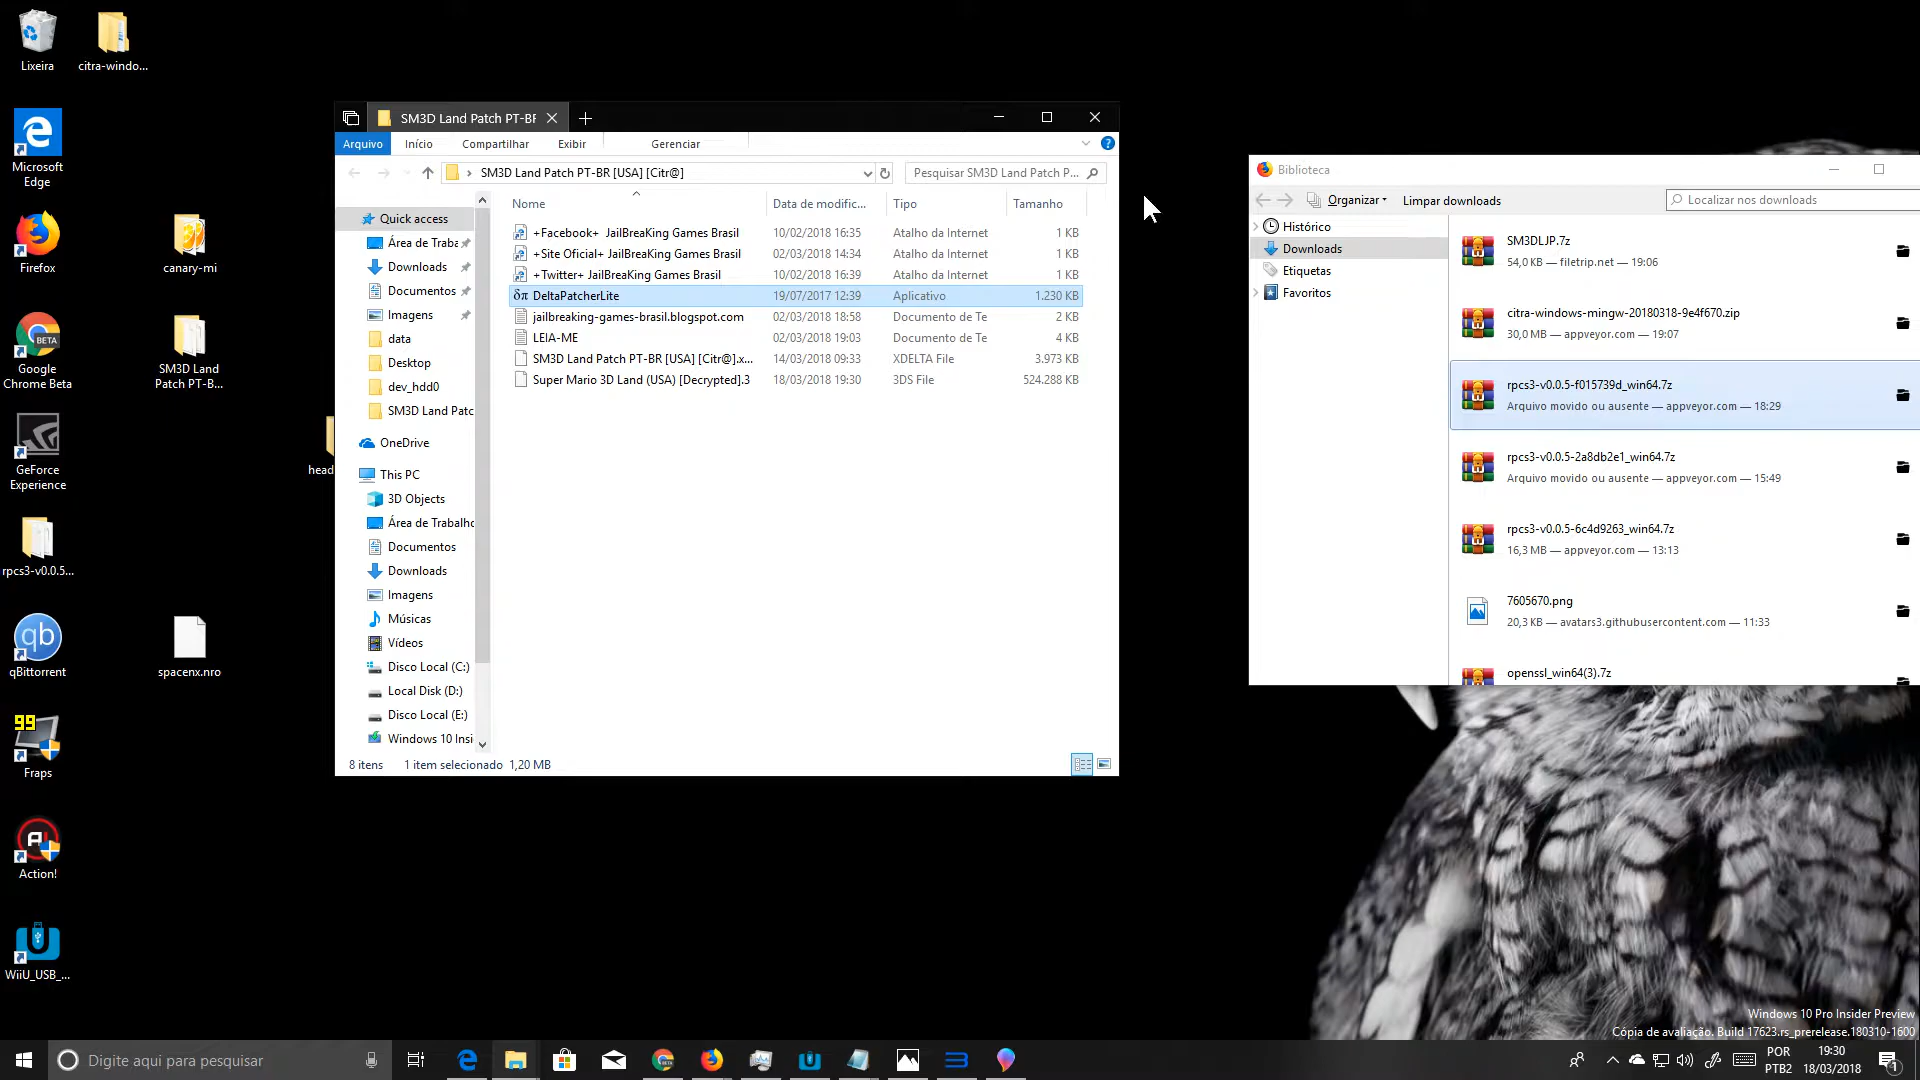 Lixeira
citra-windo...
Microsoft
Edge
Firefox
canary-mi
Google
Chrome Beta
SM3D Land
Patch PT-B...
GeForce
Experience
head
rpcs3-v0.0.5...
qBittorrent
spacenx.nro
99
Fraps
Action!
WiiU_USB_...
SM3D Land Patch PT-BR
Arquivo Início Compartilhar Exibir Gerenciar
SM3D Land Patch PT-BR [USA] [Citr@] Pesquisar SM3D Land Patch P...
Nome Data de modific... Tipo Tamanho
+Facebook+ JailBreaKing Games Brasil 10/02/2018 16:35 Atalho da Internet 1 KB
+Site Oficial+ JailBreaKing Games Brasil 02/03/2018 14:34 Atalho da Internet 1 KB
+Twitter+ JailBreaKing Games Brasil 10/02/2018 16:39 Atalho da Internet 1 KB
δπ DeltaPatcherLite 19/07/2017 12:39 Aplicativo 1.230 KB
jailbreaking-games-brasil.blogspot.com 02/03/2018 18:58 Documento de Te 2 KB
LEIA-ME 02/03/2018 19:03 Documento de Te 4 KB
SM3D Land Patch PT-BR [USA] [Citr@].x... 14/03/2018 09:33 XDELTA File 3.973 KB
Super Mario 3D Land (USA) [Decrypted].3 18/03/2018 19:30 3DS File 524.288 KB
Quick access
Área de Traba
Downloads
Documentos
Imagens
data
Desktop
dev_hdd0
SM3D Land Patc
OneDrive
This PC
3D Objects
Área de Trabalho
Documentos
Downloads
Imagens
Músicas
Vídeos
Disco Local (C:)
Local Disk (D:)
Disco Local (E:)
Windows 10 Insi
8 itens 1 item selecionado 1,20 MB
Biblioteca
Organizar Limpar downloads Localizar nos downloads
Histórico
Downloads
Etiquetas
Favoritos
SM3DLJP.7z
54,0 KB — filetrip.net — 19:06
citra-windows-mingw-20180318-9e4f670.zip
30,0 MB — appveyor.com — 19:07
rpcs3-v0.0.5-f015739d_win64.7z
Arquivo movido ou ausente — appveyor.com — 18:29
rpcs3-v0.0.5-2a8db2e1_win64.7z
Arquivo movido ou ausente — appveyor.com — 15:49
rpcs3-v0.0.5-6c4d9263_win64.7z
16,3 MB — appveyor.com — 13:13
7605670.png
20,3 KB — avatars3.githubusercontent.com — 11:33
openssl_win64(3).7z
Windows 10 Pro Insider Preview
Cópia de avaliação. Build 17623.rs_prerelease.180310-1600
Digite aqui para pesquisar
POR
PTB2
19:30
18/03/2018
1